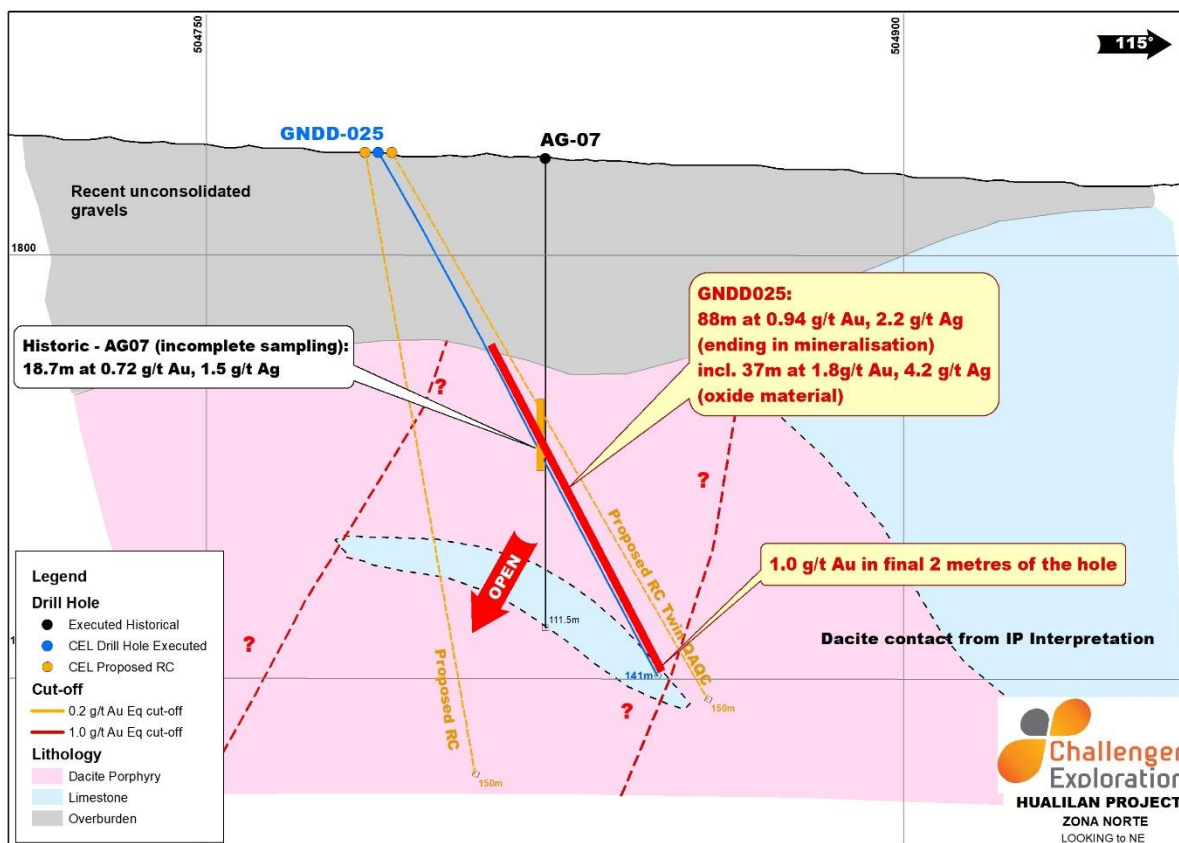 504750
504900
115°
GNDD-025
AG-07
Recent unconsolidated
gravels
1800
GNDD025:
88m at 0.94 g/t Au, 2.2 g/t Ag
(ending in mineralisation)
incl. 37m at 1.8g/t Au, 4.2 g/t Ag
(oxide material)
Historic - AG07 (incomplete sampling):
18.7m at 0.72 g/t Au, 1.5 g/t Ag
?
?
Proposed RC Twin QAQC
OPEN
1.0 g/t Au in final 2 metres of the hole
111.5m
Dacite contact from IP Interpretation
?
141m
Proposed RC
150m
?
150m
Legend
Drill Hole
Executed Historical
CEL Drill Hole Executed
CEL Proposed RC
Cut-off
0.2 g/t Au Eq cut-off
1.0 g/t Au Eq cut-off
Lithology
Dacite Porphyry
Limestone
Overburden
Challenger
Exploration
HUALILAN PROJECT
ZONA NORTE
LOOKING to NE